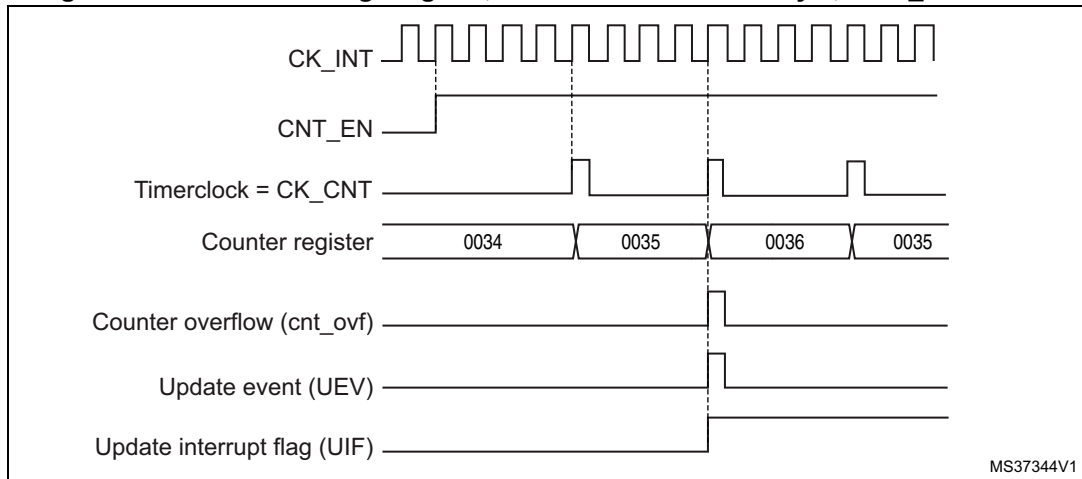 CK_INT
CNT_EN
Timerclock = CK_CNT
Counter register 0034 0035 0036 0035
Counter overflow (cnt_ovf)
Update event (UEV)
Update interrupt flag (UIF)
MS37344V1